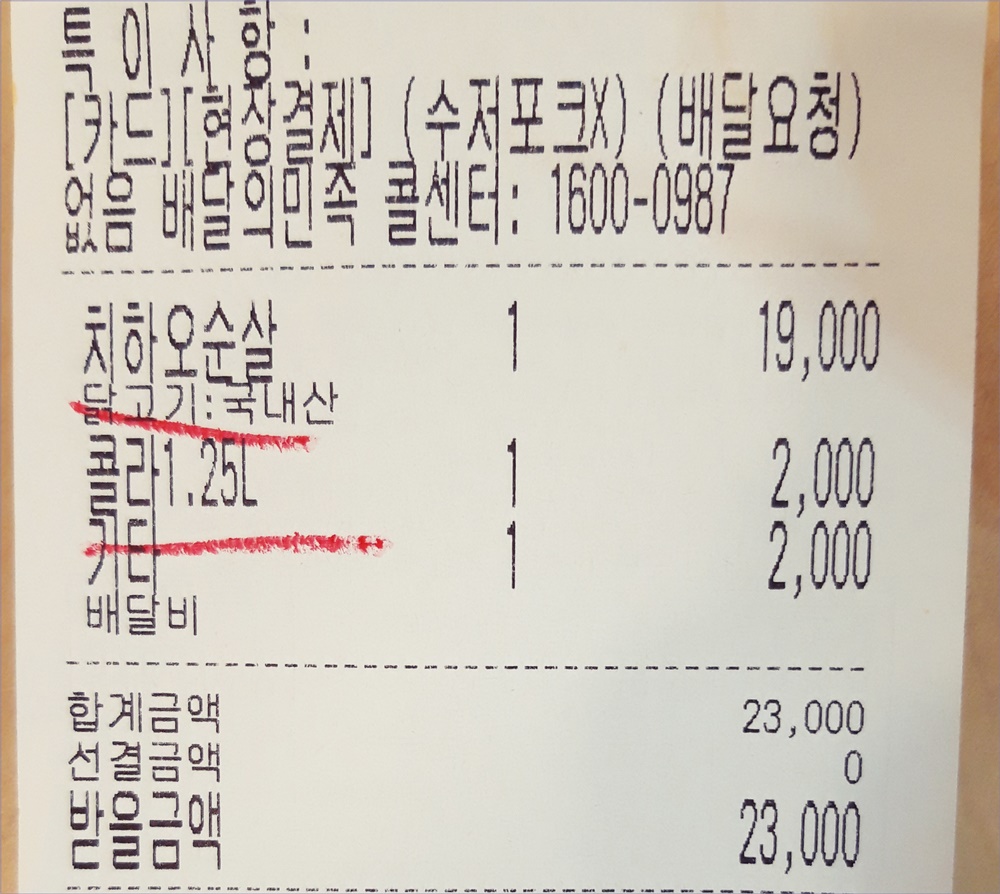 특이사항:
[카드][현장결제] (수저포크X) (배달요청)
없음 배달의민족 콜센터: 1600-0987
치하오순살 1 19,000
닭고기:국내산
콜라1.25L 1 2,000
기타 1 2,000
배달비
합계금액 23,000
선결금액 0
받을금액 23,000